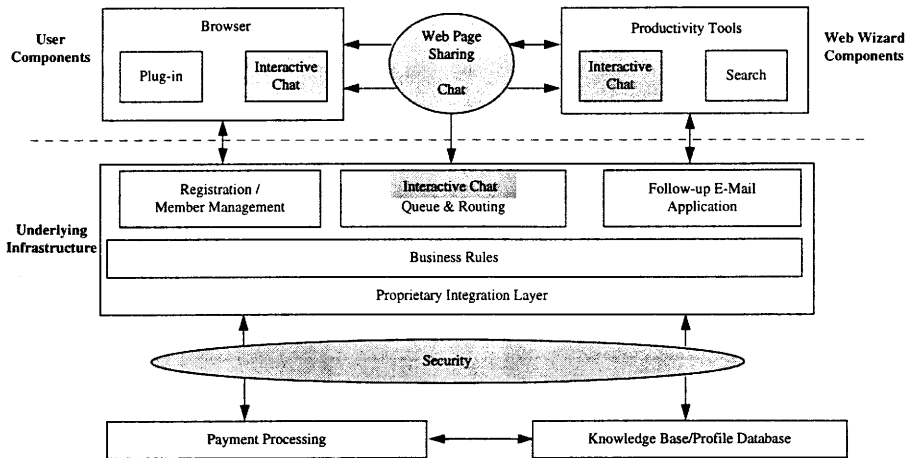 User
Components
Browser
Plug-in
Interactive
Chat
Web Page
Sharing
Chat
Productivity Tools
Interactive
Chat
Search
Web Wizard
Components
Underlying
Infrastructure
Registration /
Member Management
Interactive Chat
Queue & Routing
Follow-up E-Mail
Application
Business Rules
Proprietary Integration Layer
Security
Payment Processing
Knowledge Base/Profile Database